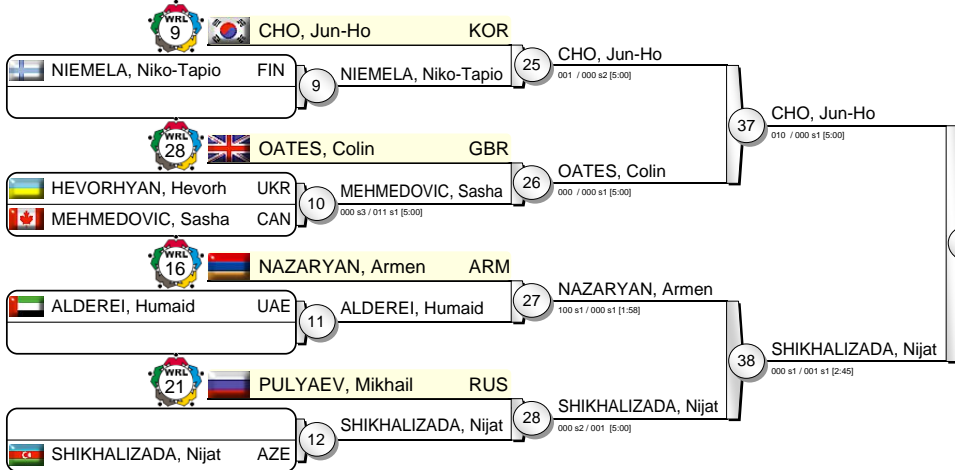 WRL
9
CHO, Jun-Ho KOR
NIEMELA, Niko-Tapio FIN
9
NIEMELA, Niko-Tapio
25
CHO, Jun-Ho
001 / 000 s2 [5:00]
37
CHO, Jun-Ho
010 / 000 s1 [5:00]
WRL
28
OATES, Colin GBR
HEVORHYAN, Hevorh UKR
MEHMEDOVIC, Sasha CAN
10
MEHMEDOVIC, Sasha
000 s3 / 011 s1 [5:00]
26
OATES, Colin
000 / 000 s1 [5:00]
WRL
16
NAZARYAN, Armen ARM
ALDEREI, Humaid UAE
11
ALDEREI, Humaid
27
NAZARYAN, Armen
100 s1 / 000 s1 [1:58]
38
SHIKHALIZADA, Nijat
000 s1 / 001 s1 [2:45]
WRL
21
PULYAEV, Mikhail RUS
SHIKHALIZADA, Nijat AZE
12
SHIKHALIZADA, Nijat
28
SHIKHALIZADA, Nijat
000 s2 / 001 [5:00]